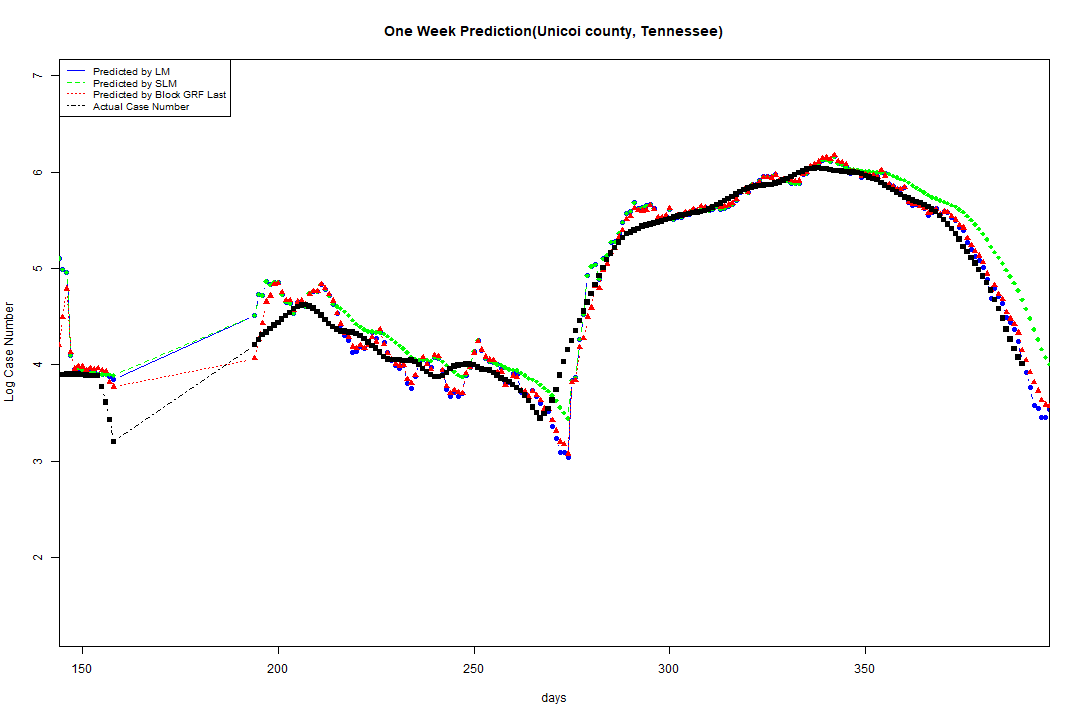 One Week Prediction(Unicoi county, Tennessee)
Predicted by LM
Predicted by SLM
Predicted by Block GRF Last
Actual Case Number
7
6
5
4
3
2
Log Case Number
150 200 250 300 350
days